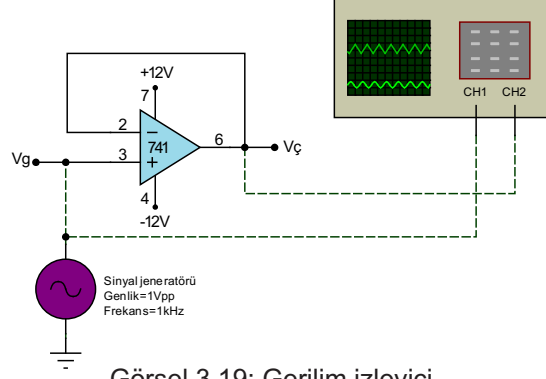 CH1 CH2
+12V
7
2
741
6
Vg
3
Vç
4
-12V
Sinyal jeneratörü
Genlik=1Vpp
Frekans=1kHz
Görsel 3.19: Gerilim izleyici